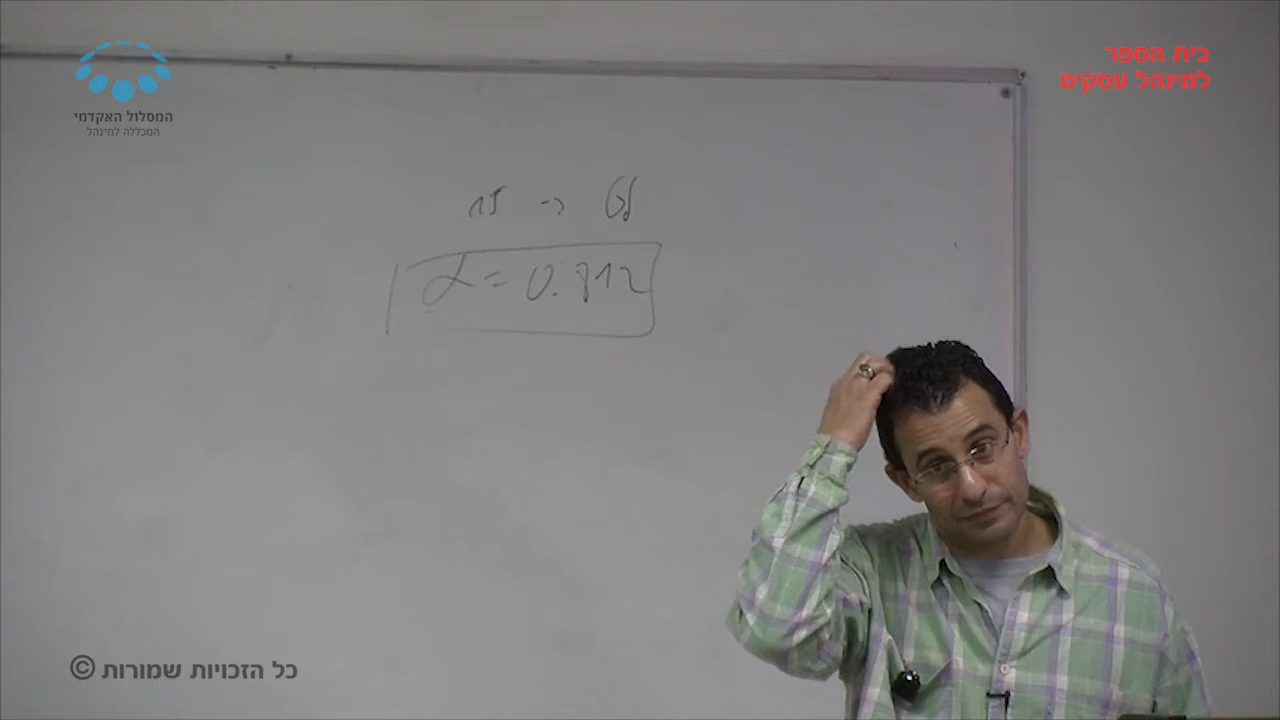 בית הספר
למינהל עסקים
המסלול האקדמי
המכללה למינהל
α = 0.812
כל הזכויות שמורות ©